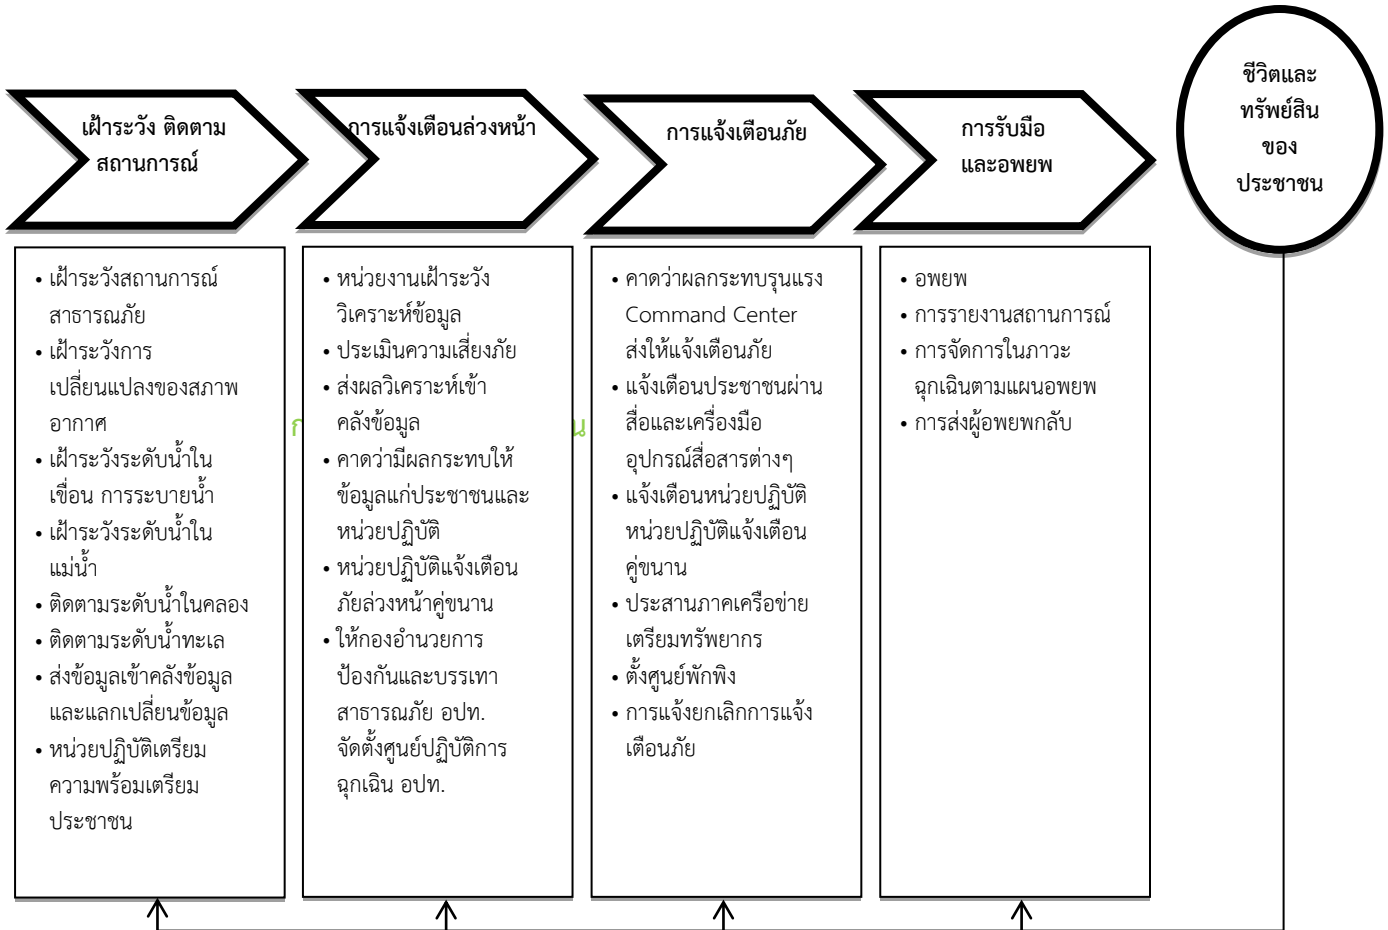 เฝ้าระวัง ติดตาม
สถานการณ์
การแจ้งเตือนล่วงหน้า
การแจ้งเตือนภัย
การรับมือ
และอพยพ
ชีวิตและ
ทรัพย์สิน
ของ
ประชาชน
• เฝ้าระวังสถานการณ์
สาธารณภัย
• เฝ้าระวังการ
เปลี่ยนแปลงของสภาพ
อากาศ
• เฝ้าระวังระดับน้ำใน
เขื่อน การระบายน้ำ
• เฝ้าระวังระดับน้ำใน
แม่น้ำ
• ติดตามระดับน้ำในคลอง
• ติดตามระดับน้ำทะเล
• ส่งข้อมูลเข้าคลังข้อมูล
และแลกเปลี่ยนข้อมูล
• หน่วยปฏิบัติเตรียม
ความพร้อมเตรียม
ประชาชน
• หน่วยงานเฝ้าระวัง
วิเคราะห์ข้อมูล
• ประเมินความเสี่ยงภัย
• ส่งผลวิเคราะห์เข้า
คลังข้อมูล
• คาดว่ามีผลกระทบให้
ข้อมูลแก่ประชาชนและ
หน่วยปฏิบัติ
• หน่วยปฏิบัติแจ้งเตือน
ภัยล่วงหน้าคู่ขนาน
• ให้กองอำนวยการ
ป้องกันและบรรเทา
สาธารณภัย อปท.
จัดตั้งศูนย์ปฏิบัติการ
ฉุกเฉิน อปท.
• คาดว่าผลกระทบรุนแรง
Command Center
ส่งให้แจ้งเตือนภัย
• แจ้งเตือนประชาชนผ่าน
สื่อและเครื่องมือ
อุปกรณ์สื่อสารต่างๆ
• แจ้งเตือนหน่วยปฏิบัติ
หน่วยปฏิบัติแจ้งเตือน
คู่ขนาน
• ประสานภาคเครือข่าย
เตรียมทรัพยากร
• ตั้งศูนย์พักพิง
• การแจ้งยกเลิกการแจ้ง
เตือนภัย
• อพยพ
• การรายงานสถานการณ์
• การจัดการในภาวะ
ฉุกเฉินตามแผนอพยพ
• การส่งผู้อพยพกลับ